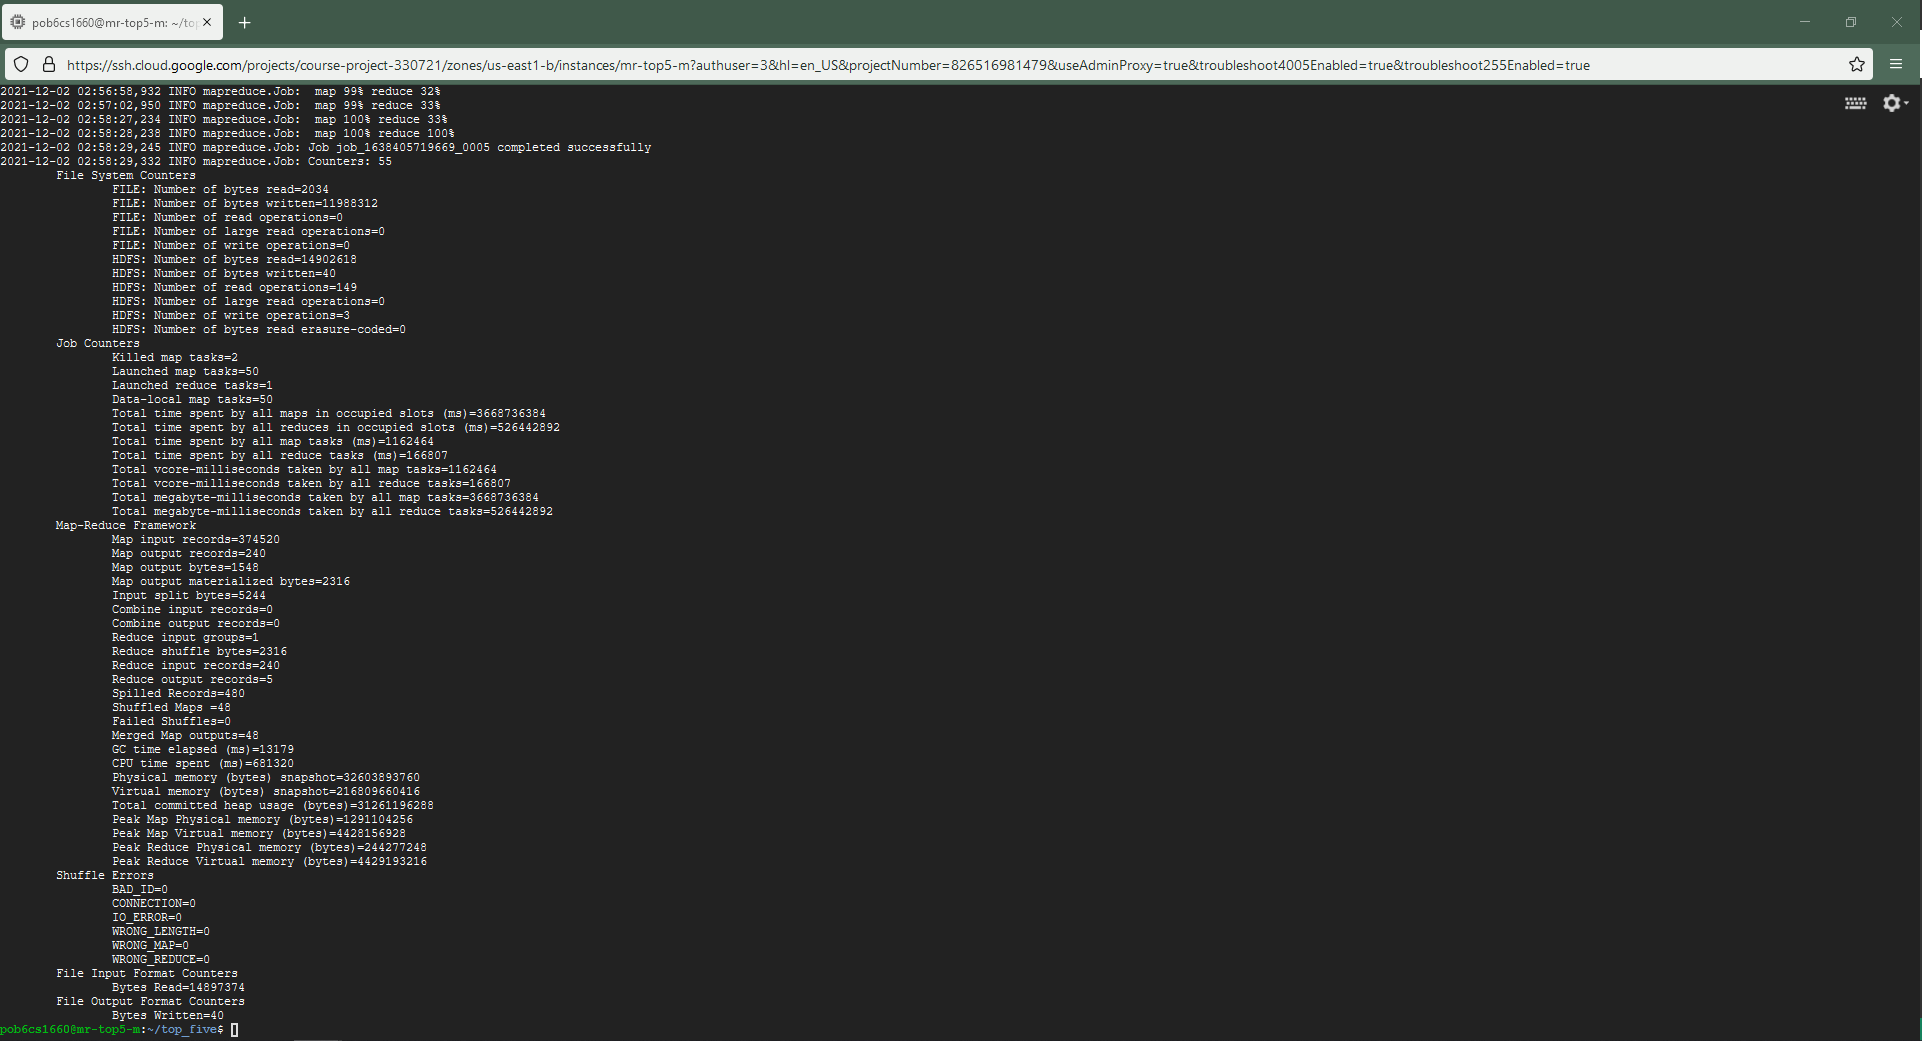 pob6cs1660@mr-top5-m: ~/top
https://ssh.cloud.google.com/projects/course-project-330721/zones/us-east1-b/instances/mr-top5-m?authuser=3&hl=en_US&projectNumber=826516981479&useAdminProxy=true&troubleshoot4005Enabled=true&troubleshoot255Enabled=true
2021-12-02 02:56:58,932 INFO mapreduce.Job:  map 99% reduce 32%
2021-12-02 02:57:02,950 INFO mapreduce.Job:  map 99% reduce 33%
2021-12-02 02:58:27,234 INFO mapreduce.Job:  map 100% reduce 33%
2021-12-02 02:58:28,238 INFO mapreduce.Job:  map 100% reduce 100%
2021-12-02 02:58:29,245 INFO mapreduce.Job: Job job_1638405719669_0005 completed successfully
2021-12-02 02:58:29,332 INFO mapreduce.Job: Counters: 55
File System Counters
FILE: Number of bytes read=2034
FILE: Number of bytes written=11988312
FILE: Number of read operations=0
FILE: Number of large read operations=0
FILE: Number of write operations=0
HDFS: Number of bytes read=14902618
HDFS: Number of bytes written=40
HDFS: Number of read operations=149
HDFS: Number of large read operations=0
HDFS: Number of write operations=3
HDFS: Number of bytes read erasure-coded=0
Job Counters
Killed map tasks=2
Launched map tasks=50
Launched reduce tasks=1
Data-local map tasks=50
Total time spent by all maps in occupied slots (ms)=3668736384
Total time spent by all reduces in occupied slots (ms)=526442892
Total time spent by all map tasks (ms)=1162464
Total time spent by all reduce tasks (ms)=166807
Total vcore-milliseconds taken by all map tasks=1162464
Total vcore-milliseconds taken by all reduce tasks=166807
Total megabyte-milliseconds taken by all map tasks=3668736384
Total megabyte-milliseconds taken by all reduce tasks=526442892
Map-Reduce Framework
Map input records=374520
Map output records=240
Map output bytes=1548
Map output materialized bytes=2316
Input split bytes=5244
Combine input records=0
Combine output records=0
Reduce input groups=1
Reduce shuffle bytes=2316
Reduce input records=240
Reduce output records=5
Spilled Records=480
Shuffled Maps =48
Failed Shuffles=0
Merged Map outputs=48
GC time elapsed (ms)=13179
CPU time spent (ms)=681320
Physical memory (bytes) snapshot=32603893760
Virtual memory (bytes) snapshot=216809660416
Total committed heap usage (bytes)=31261196288
Peak Map Physical memory (bytes)=1291104256
Peak Map Virtual memory (bytes)=4428156928
Peak Reduce Physical memory (bytes)=244277248
Peak Reduce Virtual memory (bytes)=4429193216
Shuffle Errors
BAD_ID=0
CONNECTION=0
IO_ERROR=0
WRONG_LENGTH=0
WRONG_MAP=0
WRONG_REDUCE=0
File Input Format Counters
Bytes Read=14897374
File Output Format Counters
Bytes Written=40
pob6cs1660@mr-top5-m:~/top_five$